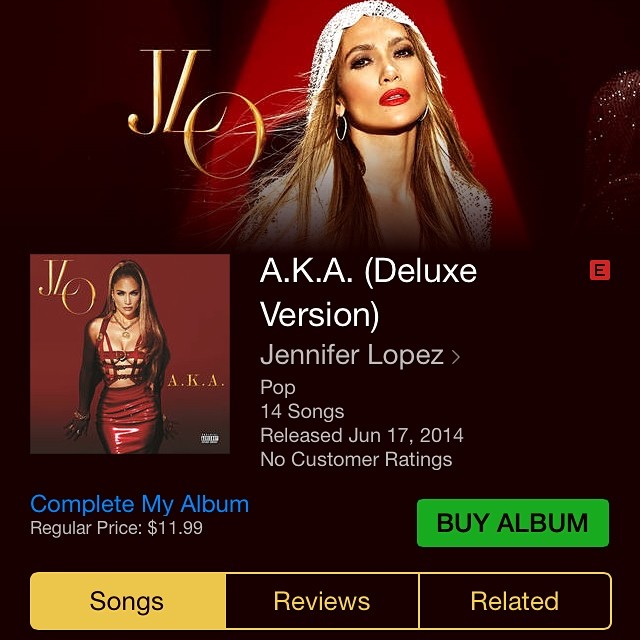 JLO
JLO
A.K.A.
A.K.A. (Deluxe
Version)
E
Jennifer Lopez >
Pop
14 Songs
Released Jun 17, 2014
No Customer Ratings
Complete My Album
Regular Price: $11.99
BUY ALBUM
Songs
Reviews
Related